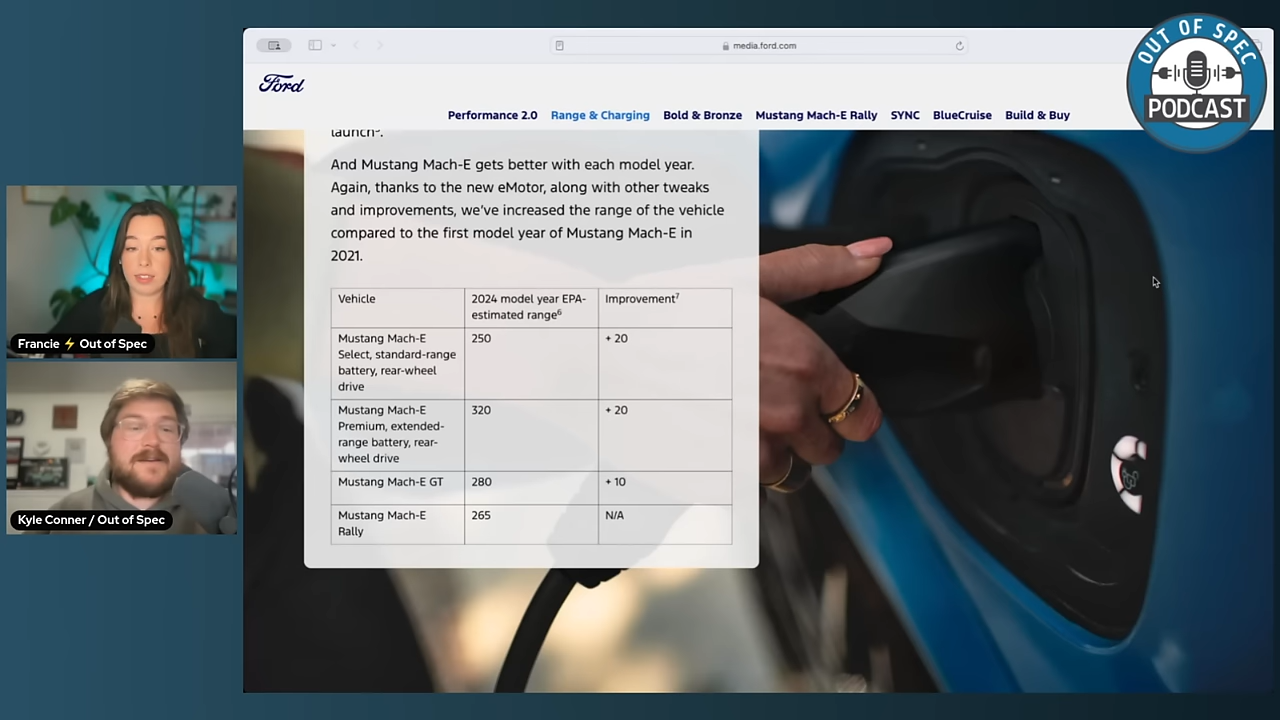 OUT OF SPEC
PODCAST
media.ford.com
Ford
Performance 2.0 Range & Charging Bold & Bronze Mustang Mach-E Rally SYNC BlueCruise Build & Buy
launch⁵.
And Mustang Mach-E gets better with each model year.
Again, thanks to the new eMotor, along with other tweaks
and improvements, we’ve increased the range of the vehicle
compared to the first model year of Mustang Mach-E in
2021.
Vehicle
2024 model year EPA-
estimated range⁶
Improvement⁷
Mustang Mach-E
Select, standard-range
battery, rear-wheel
drive
250
+ 20
Mustang Mach-E
Premium, extended-
range battery, rear-
wheel drive
320
+ 20
Mustang Mach-E GT
280
+ 10
Mustang Mach-E
Rally
265
N/A
Francie ⚡ Out of Spec
Kyle Conner / Out of Spec